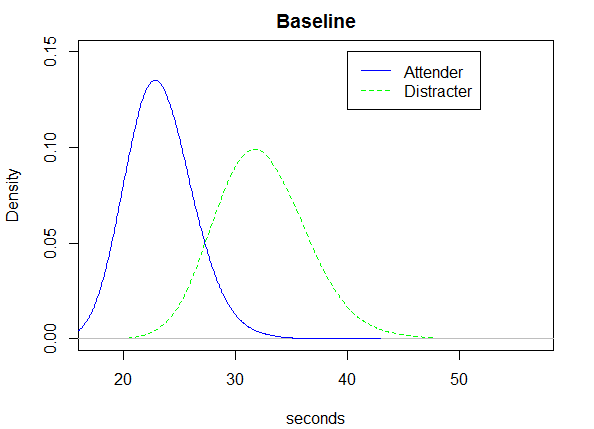 Baseline
0.15
Attender
Distracter
0.10
Density
0.05
0.00
20 30 40 50
seconds